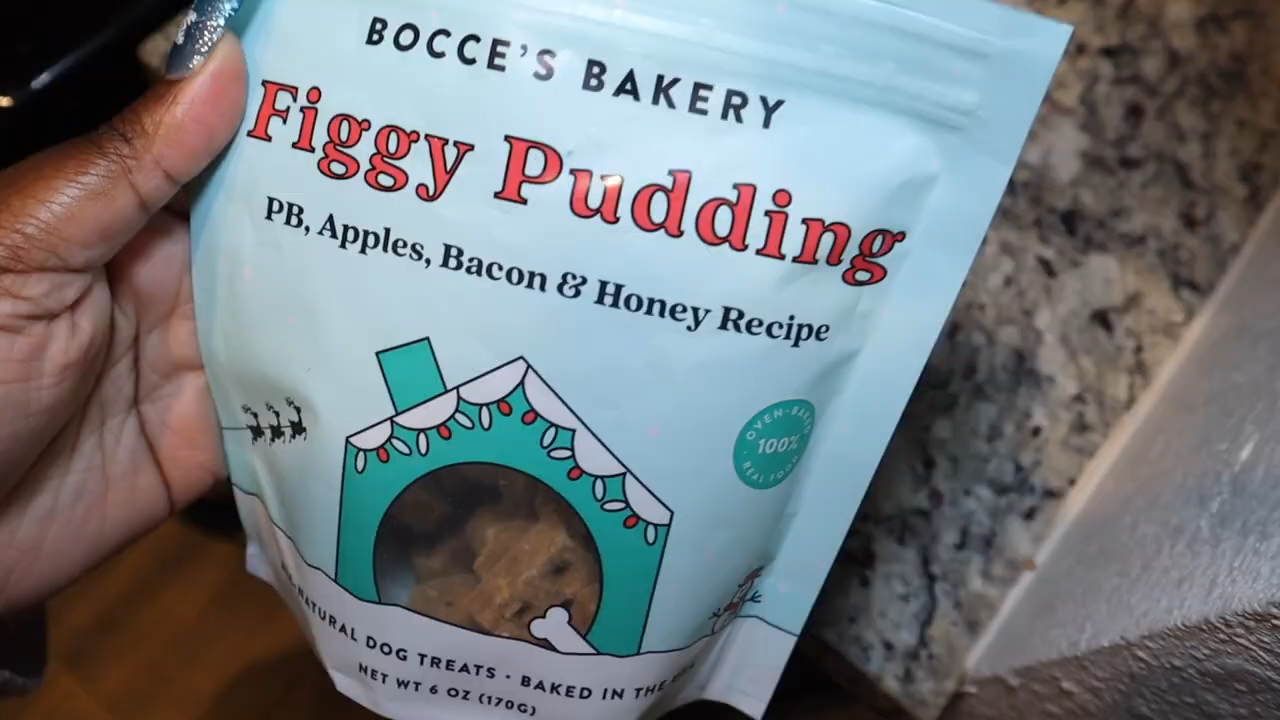 BOCCE'S BAKERY
Figgy Pudding
PB, Apples, Bacon & Honey Recipe
OVEN-BAKED
100%
REAL FOOD
NATURAL DOG TREATS • BAKED IN THE
NET WT 6 OZ (170G)